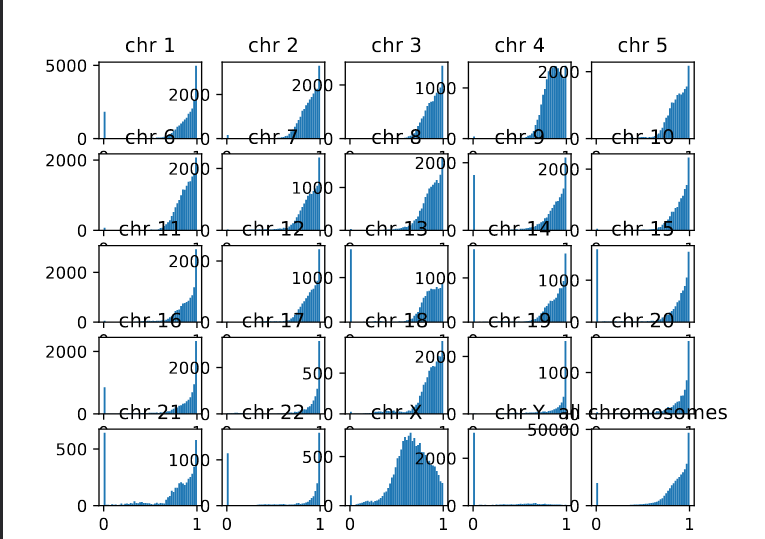 chr 1 chr 2 chr 3 chr 4 chr 5
5000 2000 2000 1000 2000
0 0 0 0 0
chr 6 chr 7 chr 8 chr 9 chr 10
2000 2000 1000 2000 2000
0 0 0 0 0
chr 11 chr 12 chr 13 chr 14 chr 15
2000 2000 1000 1000 1000
0 0 0 0 0
chr 16 chr 17 chr 18 chr 19 chr 20
2000 2000 500 2000 1000
0 0 0 0 0
chr 21 chr 22 chr X chr Y all chromosomes
500 1000 500 2000 50000
0 0 0 0 0
0 1 0 1 0 1 0 1 0 1